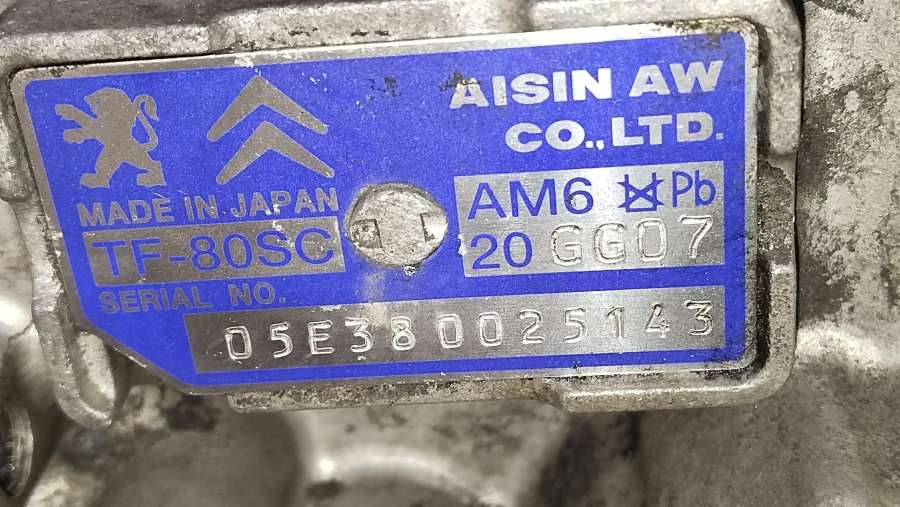 AISIN AW
CO., LTD.
MADE IN JAPAN
TF-80SC
AM6 Pb
20 GG07
SERIAL NO.
05E380025143